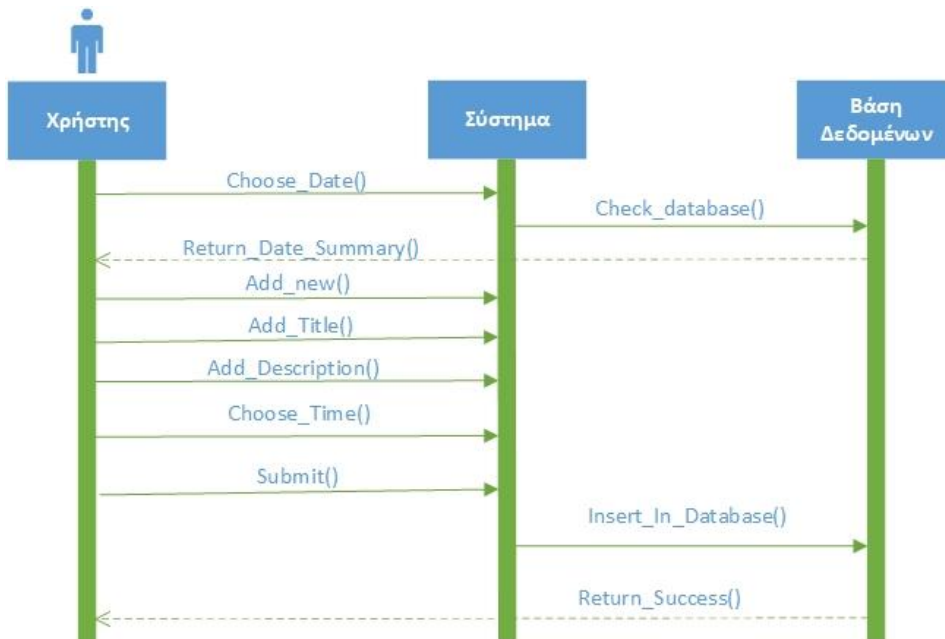 Χρήστης
Σύστημα
Βάση
Δεδομένων
Choose_Date()
Check_database()
Return_Date_Summary()
Add_new()
Add_Title()
Add_Description()
Choose_Time()
Submit()
Insert_In_Database()
Return_Success()